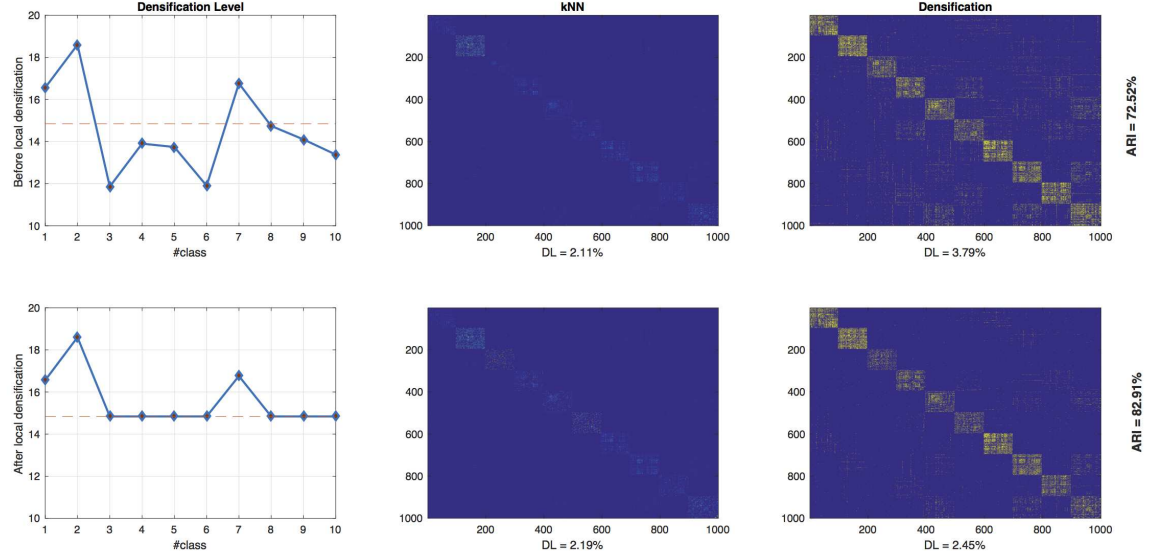 Densification Level
kNN
Densification
Before local densification
20
18
16
14
12
10
1 2 3 4 5 6 7 8 9 10
#class
200
400
600
800
1000
200 400 600 800 1000
DL = 2.11%
200
400
600
800
1000
200 400 600 800 1000
DL = 3.79%
ARI = 72.52%
After local densification
20
18
16
14
12
10
1 2 3 4 5 6 7 8 9 10
#class
200
400
600
800
1000
200 400 600 800 1000
DL = 2.19%
200
400
600
800
1000
200 400 600 800 1000
DL = 2.45%
ARI = 82.91%